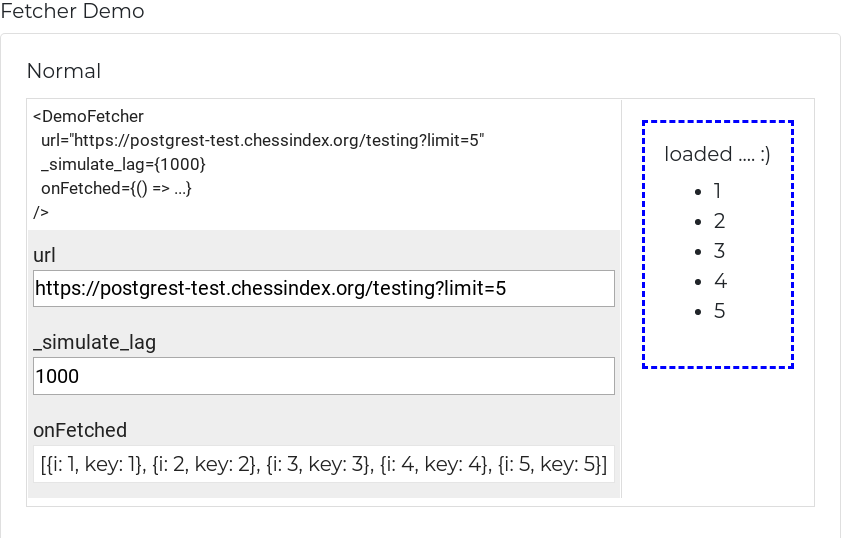 Fetcher Demo
Normal
<DemoFetcher
url="https://postgrest-test.chessindex.org/testing?limit=5"
_simulate_lag={1000}
onFetched={() => ...}
/>
url
https://postgrest-test.chessindex.org/testing?limit=5
_simulate_lag
1000
onFetched
[{i: 1, key: 1}, {i: 2, key: 2}, {i: 3, key: 3}, {i: 4, key: 4}, {i: 5, key: 5}]
loaded .... :)
• 1
• 2
• 3
• 4
• 5